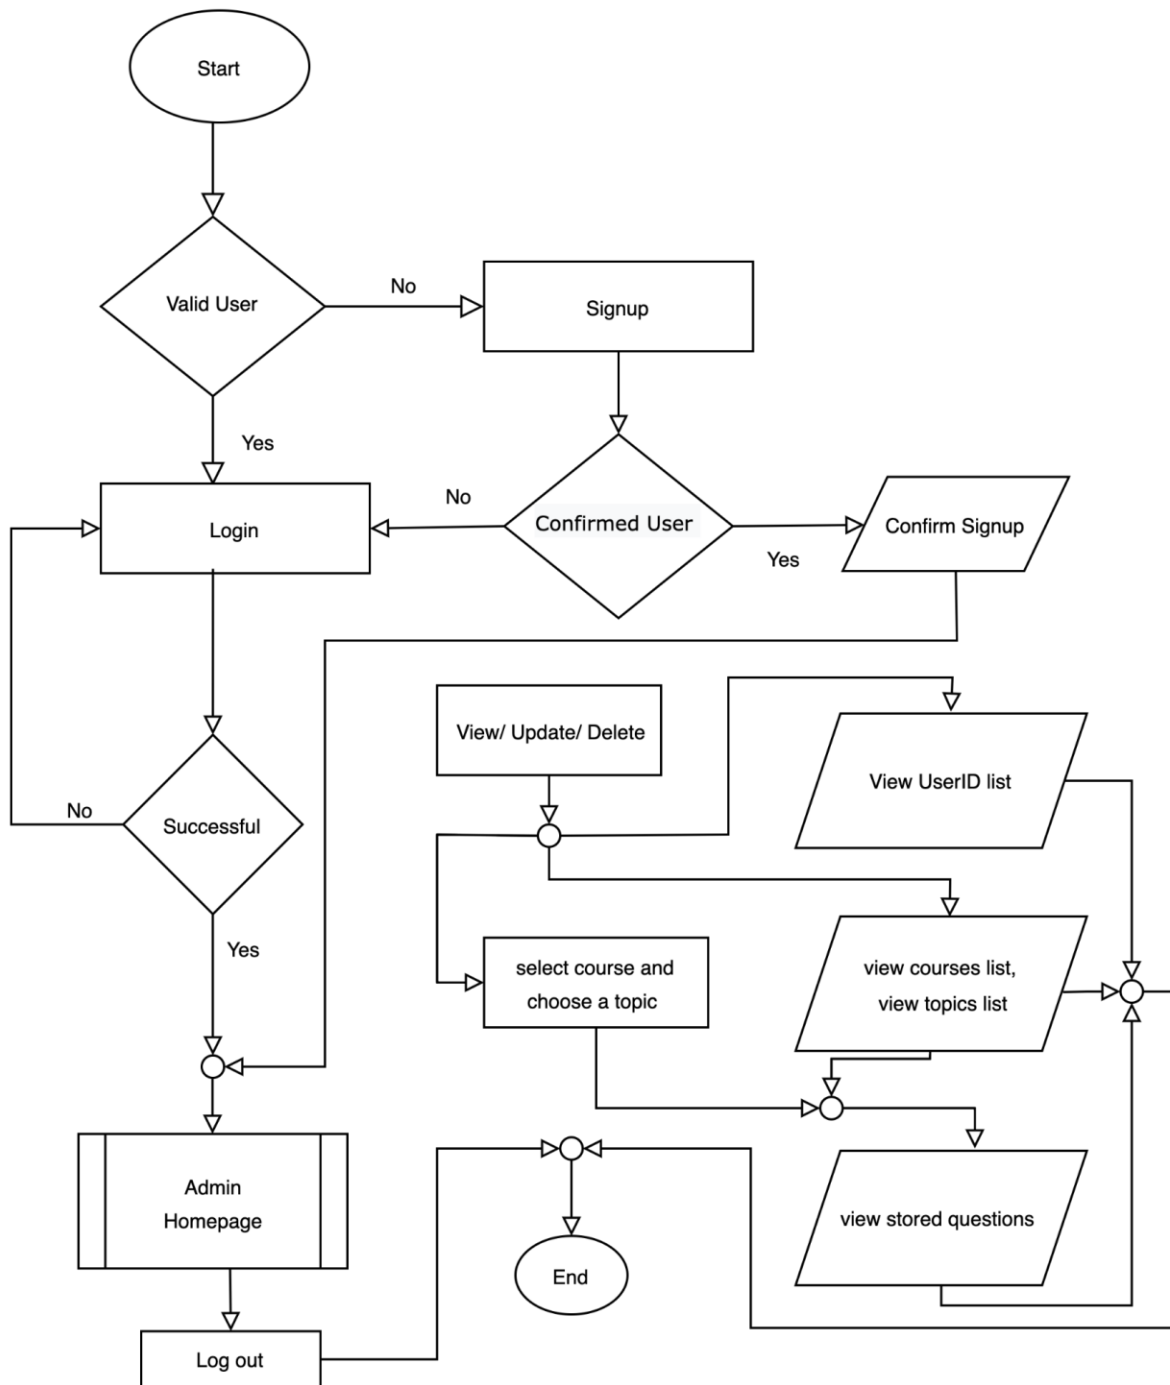 Start
Valid User
No
Signup
Yes
Login
No
Confirmed User
Yes
Confirm Signup
View/ Update/ Delete
View UserID list
No
Successful
Yes
select course and
choose a topic
view courses list,
view topics list
Admin
Homepage
view stored questions
End
Log out